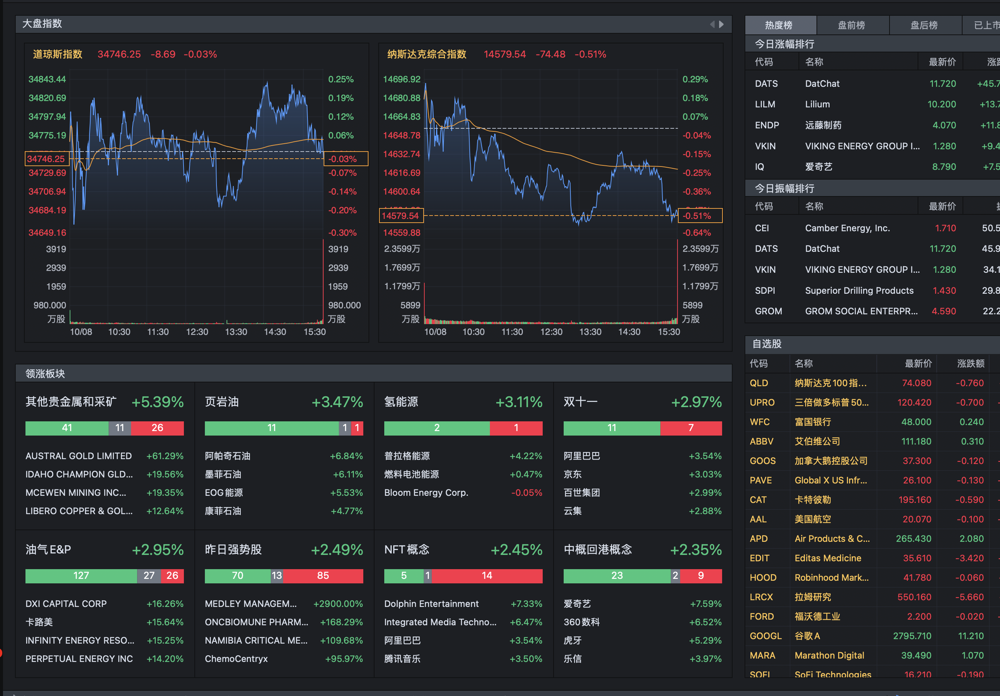 大盘指数
道琼斯指数 34746.25 -8.69 -0.03%
34843.44 0.25%
34820.69 0.19%
34797.94 0.12%
34775.19 0.06%
34746.25 -0.03%
34729.69 -0.07%
34706.94 -0.14%
34684.19 -0.20%
34649.16 -0.30%
3919 3919
2939 2939
1959 1959
980.000 980.000
万股 万股
10/08 10:30 11:30 12:30 13:30 14:30 15:30
纳斯达克综合指数 14579.54 -74.48 -0.51%
14696.92 0.29%
14680.88 0.18%
14664.83 0.07%
14648.78 -0.04%
14632.74 -0.15%
14616.69 -0.25%
14600.64 -0.36%
14579.54 -0.51%
14559.88 -0.64%
2.3599万 2.3599万
1.7699万 1.7699万
1.1799万 1.1799万
5899 5899
万股 万股
10/08 10:30 11:30 12:30 13:30 14:30 15:30
领涨板块
其他贵金属和采矿 +5.39%
41 11 26
AUSTRAL GOLD LIMITED +61.29%
IDAHO CHAMPION GLD... +19.56%
MCEWEN MINING INC... +19.35%
LIBERO COPPER & GOL... +12.64%
页岩油 +3.47%
11 1 1
阿帕奇石油 +6.84%
墨菲石油 +6.11%
EOG能源 +5.53%
康菲石油 +4.77%
氢能源 +3.11%
2 1
普拉格能源 +4.22%
燃料电池能源 +0.47%
Bloom Energy Corp. -0.05%
双十一 +2.97%
11 7
阿里巴巴 +3.54%
京东 +3.03%
百世集团 +2.99%
云集 +2.88%
油气E&P +2.95%
127 27 26
DXI CAPITAL CORP +16.26%
卡路美 +15.64%
INFINITY ENERGY RESO... +15.25%
PERPETUAL ENERGY INC +14.20%
昨日强势股 +2.49%
70 13 85
MEDLEY MANAGEM... +2900.00%
ONCBIOMUNE PHARM... +168.29%
NAMIBIA CRITICAL ME... +109.68%
ChemoCentryx +95.97%
NFT概念 +2.45%
5 1 14
Dolphin Entertainment +7.33%
Integrated Media Techno... +6.47%
阿里巴巴 +3.54%
腾讯音乐 +3.50%
中概回港概念 +2.35%
23 2 9
爱奇艺 +7.59%
360数科 +6.52%
虎牙 +5.29%
乐信 +3.97%
热度榜 盘前榜 盘后榜 已上市
今日涨幅排行
代码 名称 最新价 涨
DATS DatChat 11.720 +45.7
LILM Lilium 10.200 +13.7
ENDP 远藤制药 4.070 +11.8
VKIN VIKING ENERGY GROUP I... 1.280 +9.4
IQ 爱奇艺 8.790 +7.5
今日振幅排行
代码 名称 最新价
CEI Camber Energy, Inc. 1.710 50.5
DATS DatChat 11.720 45.9
VKIN VIKING ENERGY GROUP I... 1.280 34.1
SDPI Superior Drilling Products 1.430 29.8
GROM GROM SOCIAL ENTERPR... 4.590 22.2
自选股
代码 名称 最新价 涨跌额
QLD 纳斯达克100指... 74.080 -0.760
UPRO 三倍做多标普50... 120.420 -0.700
WFC 富国银行 48.000 0.240
ABBV 艾伯维公司 111.180 0.310
GOOS 加拿大鹅控股公司 37.300 -0.120
PAVE Global X US Infr... 26.100 -0.130
CAT 卡特彼勒 195.160 -0.590
AAL 美国航空 20.070 -0.100
APD Air Products & C... 265.430 2.080
EDIT Editas Medicine 35.610 -3.420
HOOD Robinhood Mark... 41.780 -0.060
LRCX 拉姆研究 550.160 -5.660
FORD 福沃德工业 2.200 -0.020
GOOGL 谷歌A 2795.710 11.210
MARA Marathon Digital 39.490 1.070
SOFI SoFi Technologies 16.210 -0.190